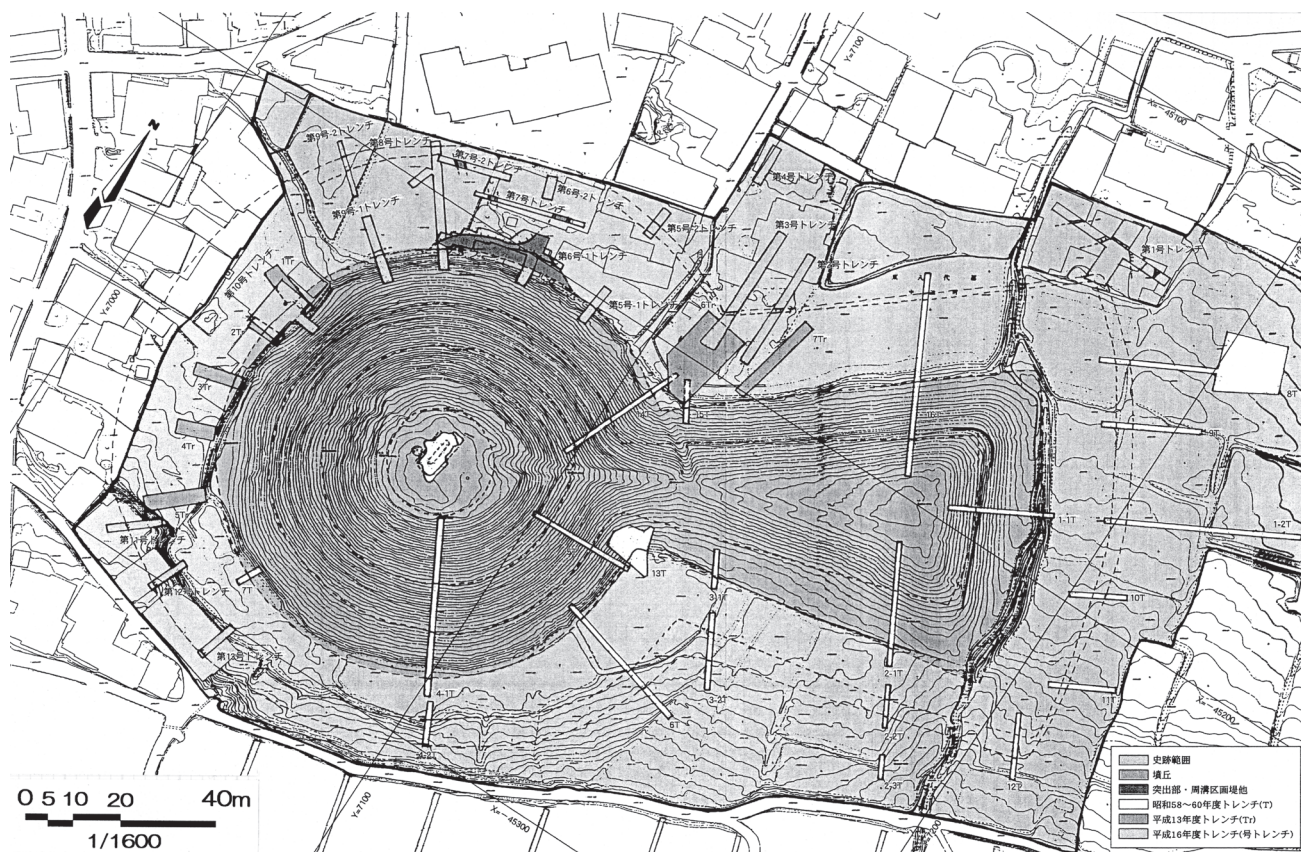 第9号-2トレンチ
第8号トレンチ
第7号-2トレンチ
第7号トレンチ
第6号-2トレンチ
第5号-2トレンチ
第4号トレンチ
第3号トレンチ
第1号トレンチ
第9号-1トレンチ
第6号-1トレンチ
第5号-1トレンチ
第10号トレンチ
1Tr
2Tr
3Tr
4Tr
6Tr
7Tr
N
Y=7100
X=-45100
Y=7000
8T
9T
1-1T
1-2T
10T
11T
12T
13T
3-1T
3-2T
2-1T
2-2T
2-3T
4-1T
4-2T
6T
7T
第11号トレンチ
第12号トレンチ
第13号トレンチ
Y=7100
X=-45300
Y=7200
X=-45200
史跡範囲
墳丘
突出部・周溝区画堤他
昭和58〜60年度トレンチ(T)
平成13年度トレンチ(Tr)
平成16年度トレンチ(号トレンチ)
0 5 10 20 40m
1/1600